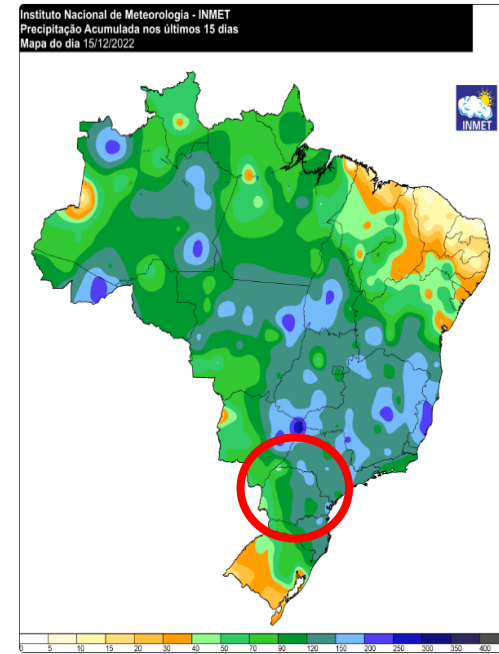 Instituto Nacional de Meteorologia - INMET
Precipitação Acumulada nos últimos 15 dias
Mapa do dia 15/12/2022
INMET
0 5 10 15 20 30 40 50 70 90 120 150 200 250 300 350 400